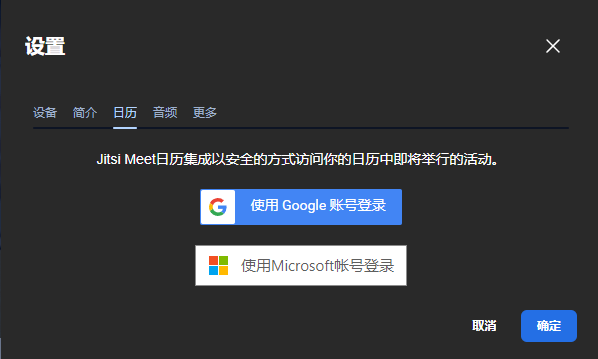 设置
设备 简介 日历 音频 更多
Jitsi Meet日历集成以安全的方式访问你的日历中即将举行的活动。
使用 Google 账号登录
使用Microsoft帐号登录
取消 确定